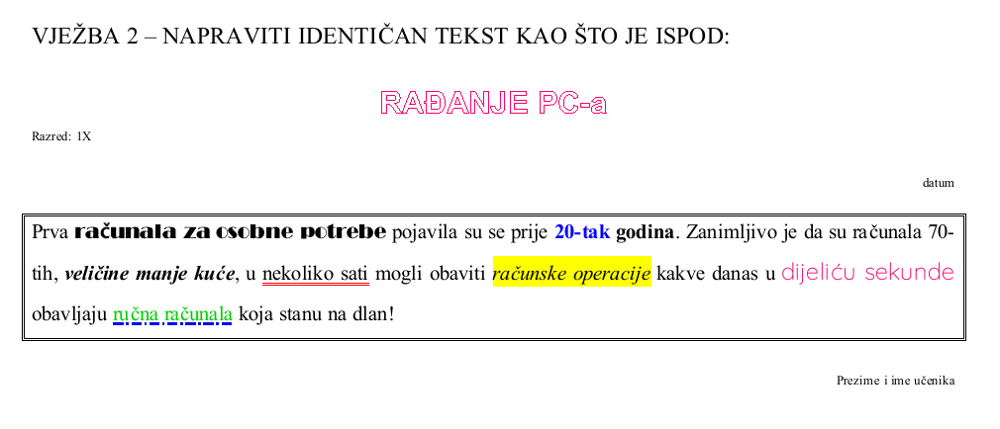 VJEŽBA 2 – NAPRAVITI IDENTIČAN TEKST KAO ŠTO JE ISPOD:
RAĐANJE PC-a
Razred: 1X
datum
Prva računala za osobne potrebe pojavila su se prije 20-tak godina. Zanimljivo je da su računala 70-
tih, veličine manje kuće, u nekoliko sati mogli obaviti računske operacije kakve danas u dijeliću sekunde
obavljaju ručna računala koja stanu na dlan!
Prezime i ime učenika